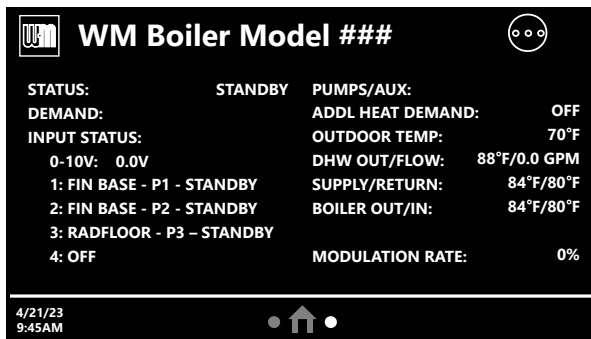 WM WM Boiler Model ###
STATUS: STANDBY
DEMAND:
INPUT STATUS:
0-10V: 0.0V
1: FIN BASE - P1 - STANDBY
2: FIN BASE - P2 - STANDBY
3: RADFLOOR - P3 – STANDBY
4: OFF
PUMPS/AUX:
ADDL HEAT DEMAND: OFF
OUTDOOR TEMP: 70°F
DHW OUT/FLOW: 88°F/0.0 GPM
SUPPLY/RETURN: 84°F/80°F
BOILER OUT/IN: 84°F/80°F
MODULATION RATE: 0%
4/21/23
9:45AM